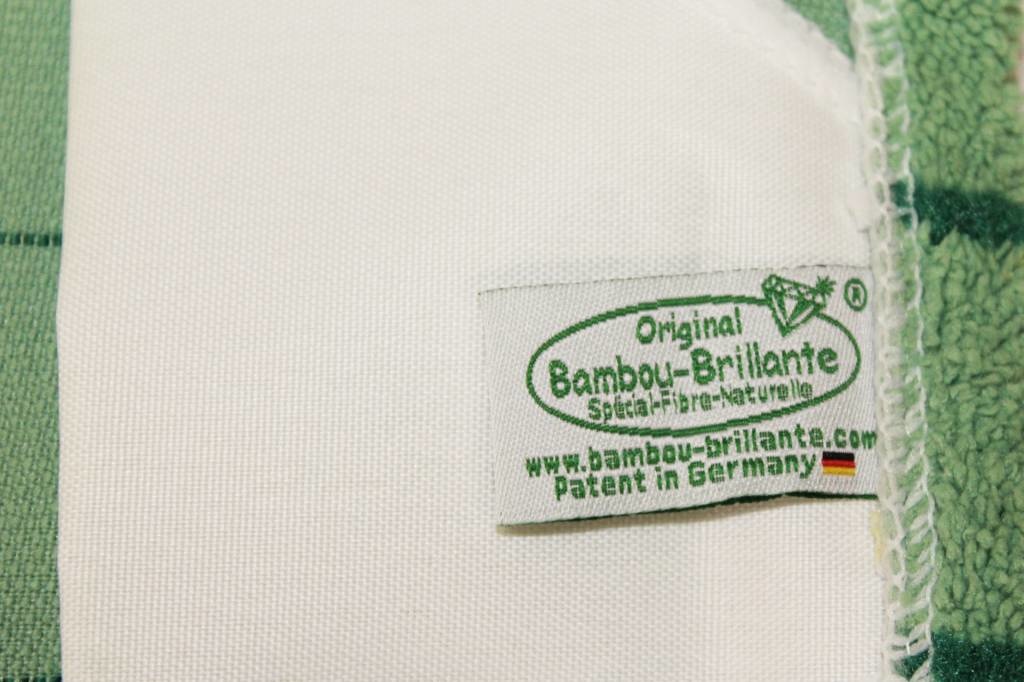 ®
Original
Bambou-Brillante
Spécial-Fibre-Naturelle
www.bambou-brillante.com
Patent in Germany